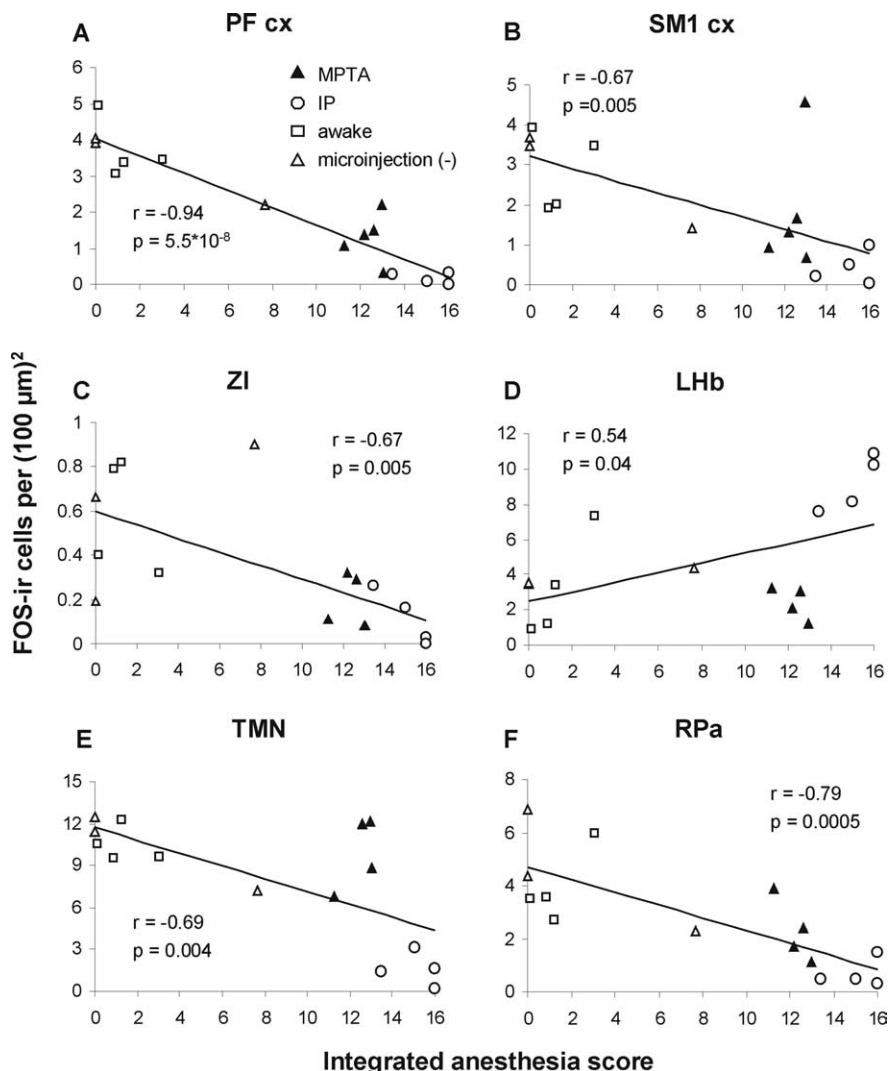 A
PF cx
6
5
4
3
2
1
0
0 2 4 6 8 10 12 14 16
r = -0.94
p = 5.5*10-8
MPTA
IP
awake
microinjection (-)
B
SM1 cx
5
4
3
2
1
0
0 2 4 6 8 10 12 14 16
r = -0.67
p =0.005
FOS-ir cells per (100 µm)2
C
ZI
1
0.8
0.6
0.4
0.2
0
0 2 4 6 8 10 12 14 16
r = -0.67
p = 0.005
D
LHb
12
10
8
6
4
2
0
0 2 4 6 8 10 12 14 16
r = 0.54
p = 0.04
E
TMN
15
12
9
6
3
0
0 2 4 6 8 10 12 14 16
r = -0.69
p = 0.004
F
RPa
8
6
4
2
0
0 2 4 6 8 10 12 14 16
r = -0.79
p = 0.0005
Integrated anesthesia score